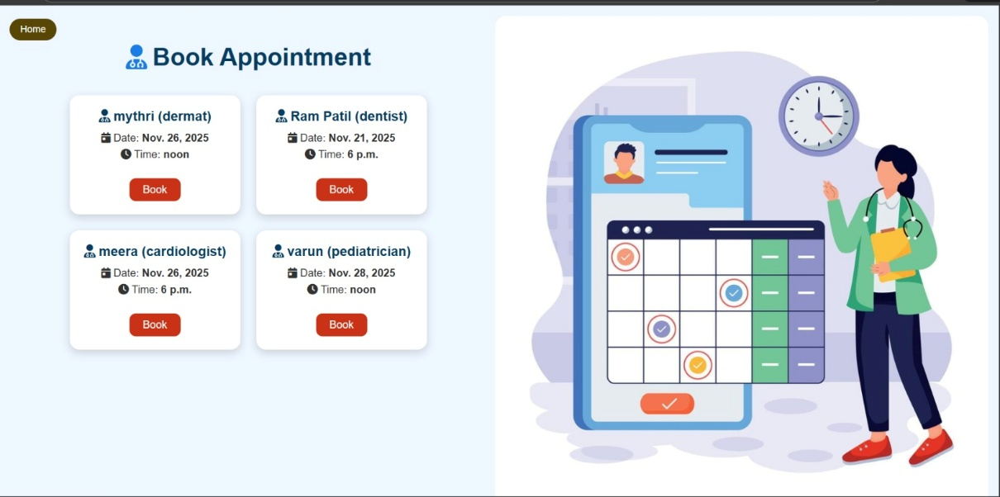 Home
Book Appointment
mythri (dermat)
Date: Nov. 26, 2025
Time: noon
Book
Ram Patil (dentist)
Date: Nov. 21, 2025
Time: 6 p.m.
Book
meera (cardiologist)
Date: Nov. 26, 2025
Time: 6 p.m.
Book
varun (pediatrician)
Date: Nov. 28, 2025
Time: noon
Book